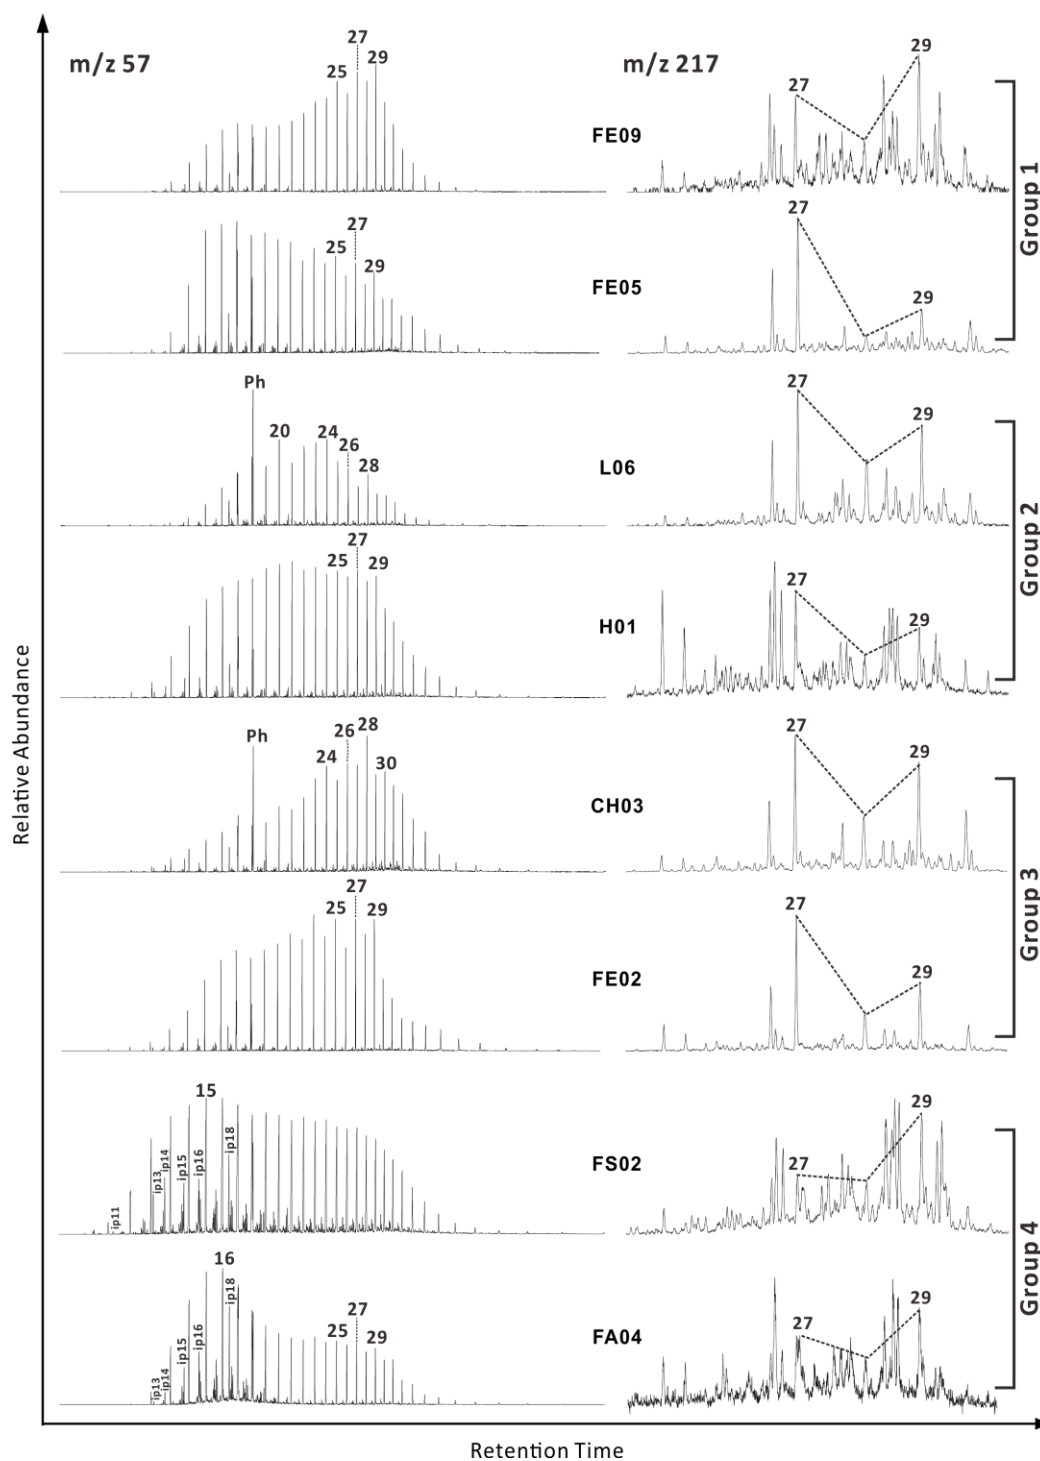 m/z 57
m/z 217
25
27
29
FE09
27
29
Group 1
25
27
29
FE05
27
29
Ph
20
24
26
28
L06
27
29
Group 2
25
27
29
H01
27
29
Ph
24
26
28
30
CH03
27
29
Group 3
25
27
29
FE02
27
29
ip11
ip13
ip14
ip15
ip16
15
ip18
FS02
27
29
Group 4
ip13
ip14
ip15
ip16
16
ip18
25
27
29
FA04
27
29
Relative Abundance
Retention Time